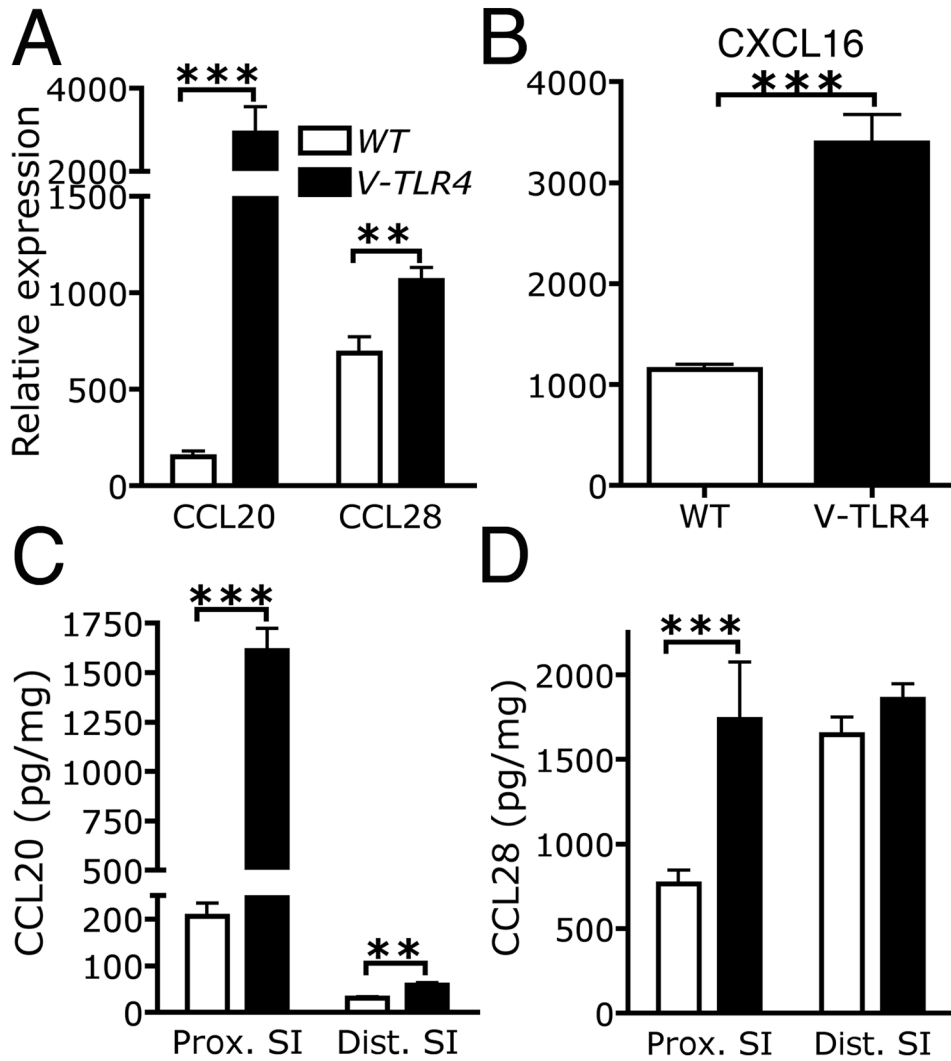 A
Relative expression
4000
2000
1500
1000
500
0
***
**
WT
V-TLR4
CCL20 CCL28
B
CXCL16
***
4000
3000
2000
1000
0
WT V-TLR4
C
CCL20 (pg/mg)
1750
1500
1250
1000
750
500
200
100
0
***
**
Prox. SI Dist. SI
D
CCL28 (pg/mg)
2000
1500
1000
500
0
***
Prox. SI Dist. SI